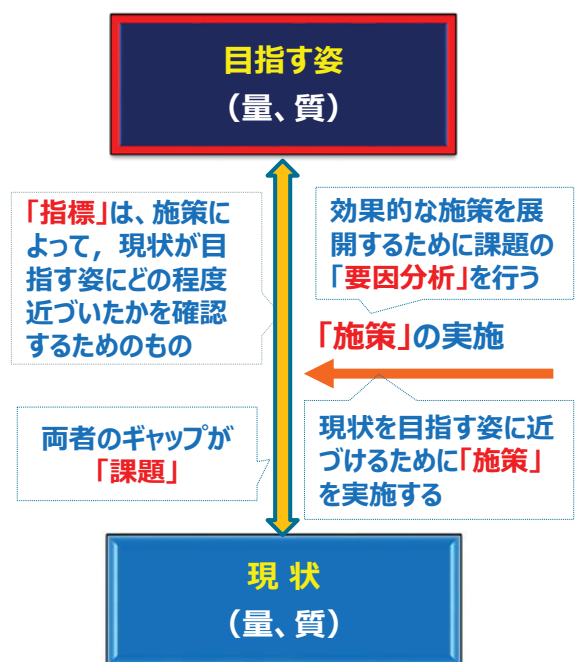 目指す姿
（量、質）
「指標」は、施策に
よって，現状が目
指す姿にどの程度
近づいたかを確認
するためのもの
効果的な施策を展
開するために課題の
「要因分析」を行う
「施策」の実施
両者のギャップが
「課題」
現状を目指す姿に近
づけるために「施策」
を実施する
現 状
（量、質）